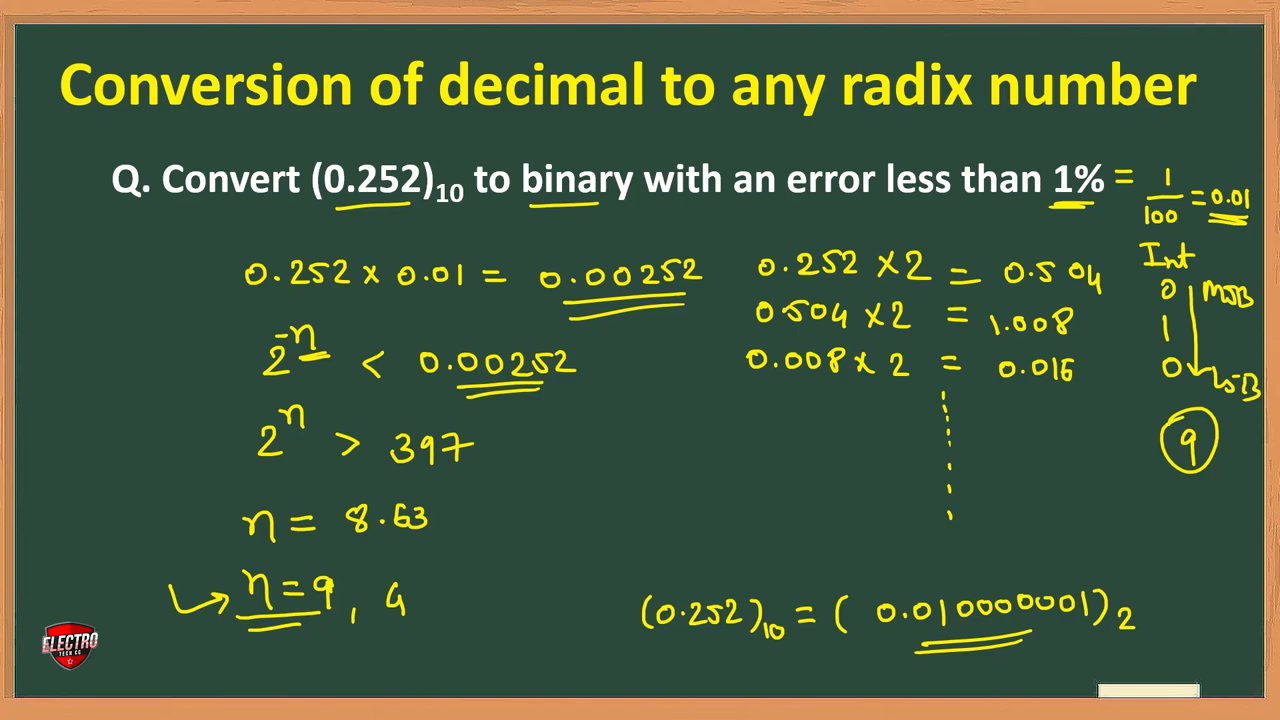 Conversion of decimal to any radix number
Q. Convert (0.252)10 to binary with an error less than 1% = 1/100 = 0.01
0.252 × 0.01 = 0.00252
2^-n < 0.00252
2^n > 397
n = 8.63
n = 9,
0.252 × 2 = 0.504
0.504 × 2 = 1.008
0.008 × 2 = 0.016
Int
0 MSB
1
0 LSB
9
(0.252)10 = (0.010000001)2
ELECTRO
TECH CC